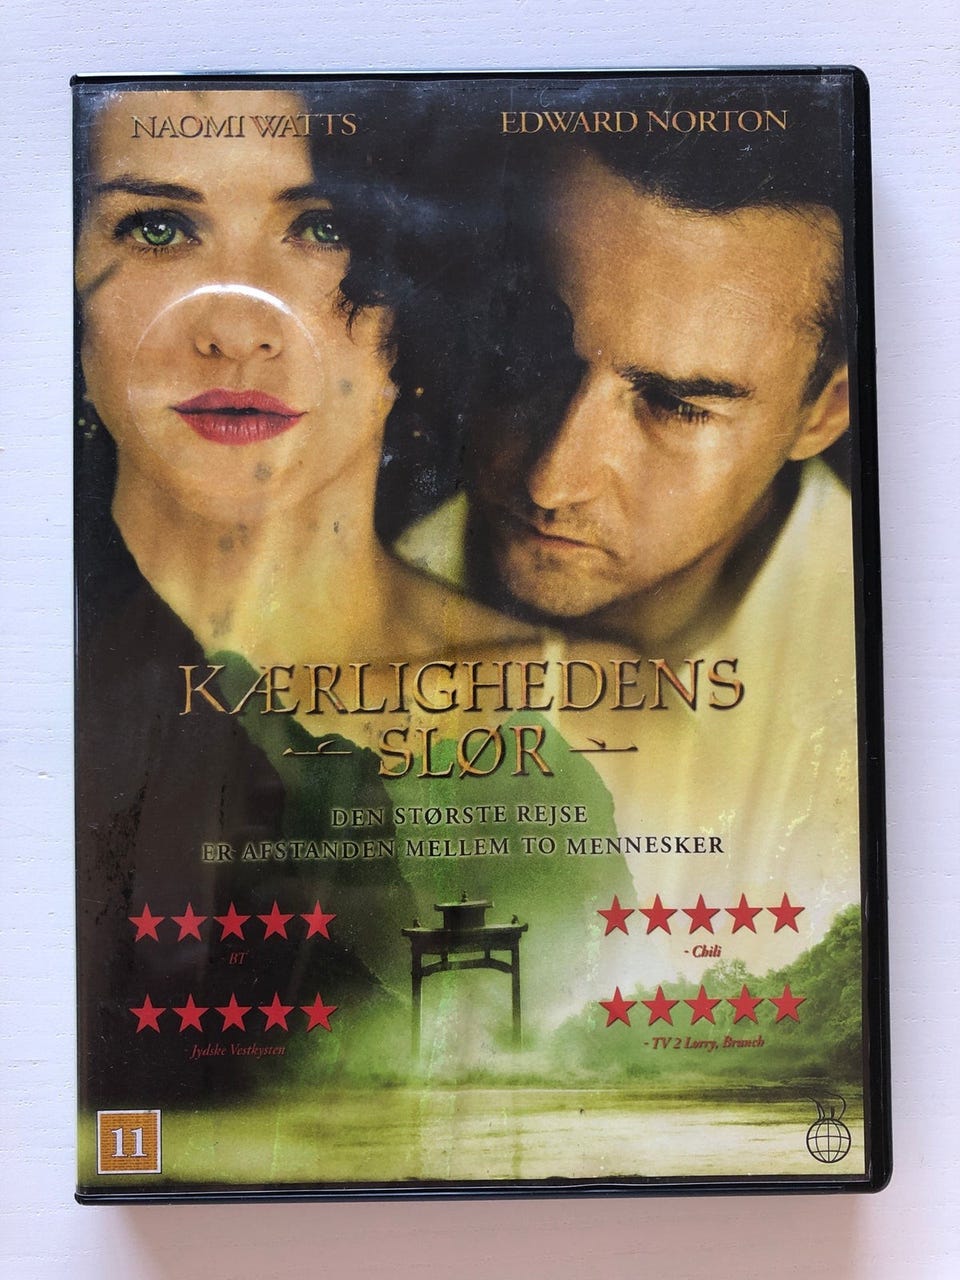 NAOMI WATTS
EDWARD NORTON
KÆRLIGHEDENS
SLØR
DEN STØRSTE REJSE
ER AFSTANDEN MELLEM TO MENNESKER
BT
- Chili
Jydske Vestkysten
- TV 2 Lorry, Brunch
11